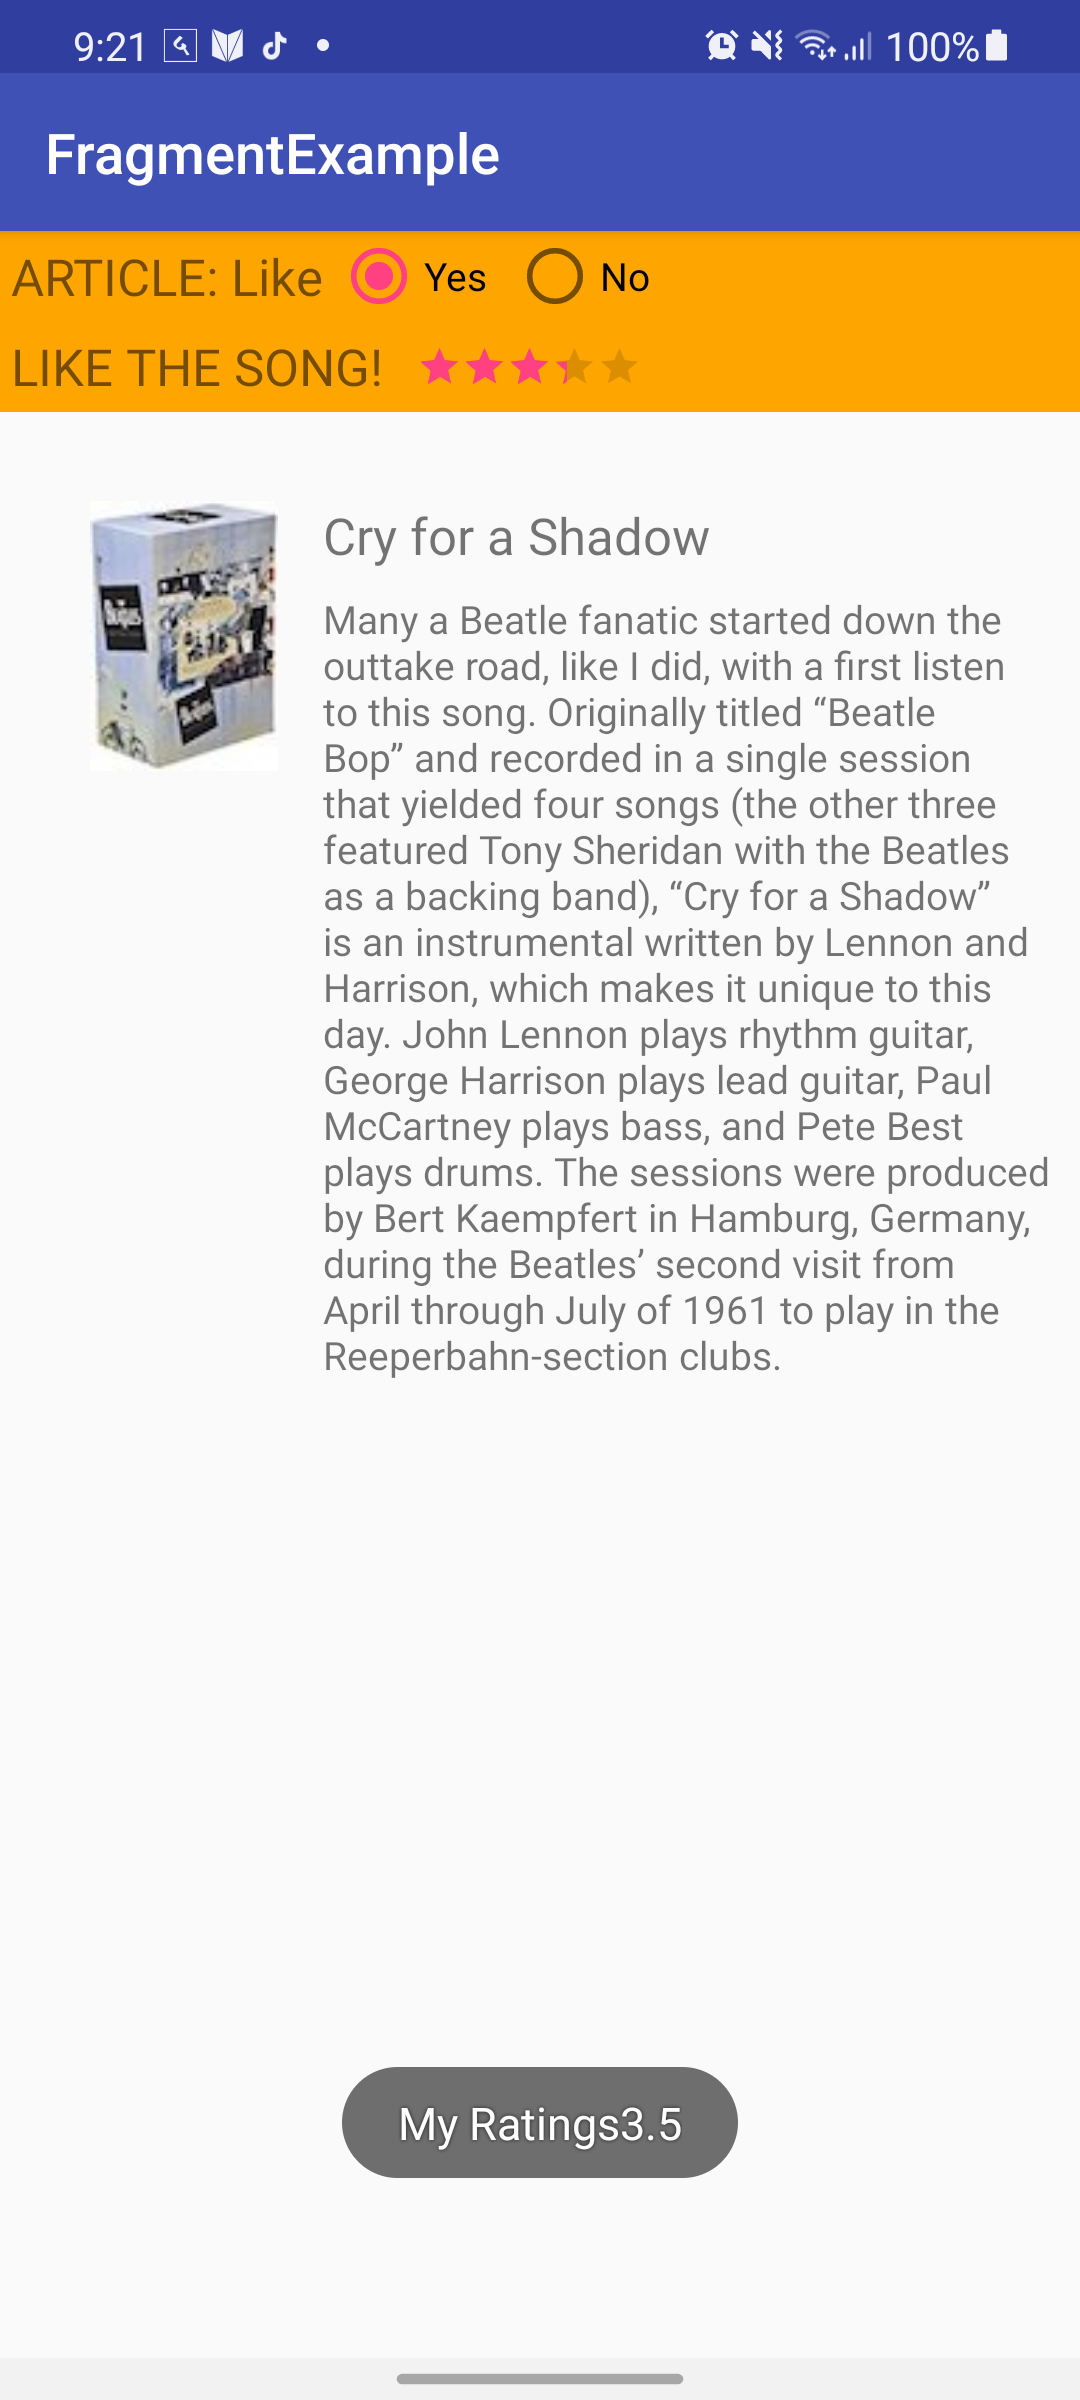 9:21 100%
FragmentExample
ARTICLE: Like Yes No
LIKE THE SONG!
Cry for a Shadow
Many a Beatle fanatic started down the
outtake road, like I did, with a first listen
to this song. Originally titled “Beatle
Bop” and recorded in a single session
that yielded four songs (the other three
featured Tony Sheridan with the Beatles
as a backing band), “Cry for a Shadow”
is an instrumental written by Lennon and
Harrison, which makes it unique to this
day. John Lennon plays rhythm guitar,
George Harrison plays lead guitar, Paul
McCartney plays bass, and Pete Best
plays drums. The sessions were produced
by Bert Kaempfert in Hamburg, Germany,
during the Beatles’ second visit from
April through July of 1961 to play in the
Reeperbahn-section clubs.
My Ratings3.5